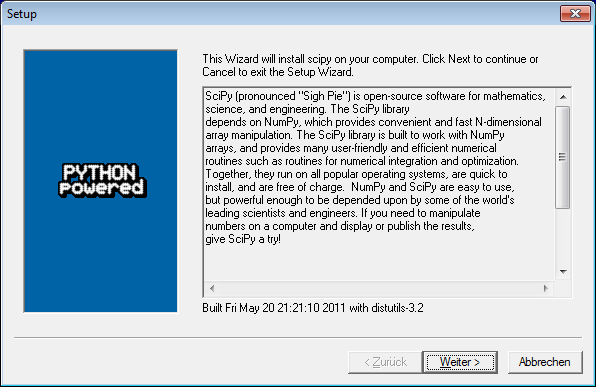 Setup
This Wizard will install scipy on your computer. Click Next to continue or
Cancel to exit the Setup Wizard.
SciPy (pronounced "Sigh Pie") is open-source software for mathematics,
science, and engineering. The SciPy library
depends on NumPy, which provides convenient and fast N-dimensional
array manipulation. The SciPy library is built to work with NumPy
arrays, and provides many user-friendly and efficient numerical
routines such as routines for numerical integration and optimization.
Together, they run on all popular operating systems, are quick to
install, and are free of charge.  NumPy and SciPy are easy to use,
but powerful enough to be depended upon by some of the world's
leading scientists and engineers. If you need to manipulate
numbers on a computer and display or publish the results,
give SciPy a try!
PYTHON
powered
Built Fri May 20 21:21:10 2011 with distutils-3.2
< Zurück
Weiter >
Abbrechen